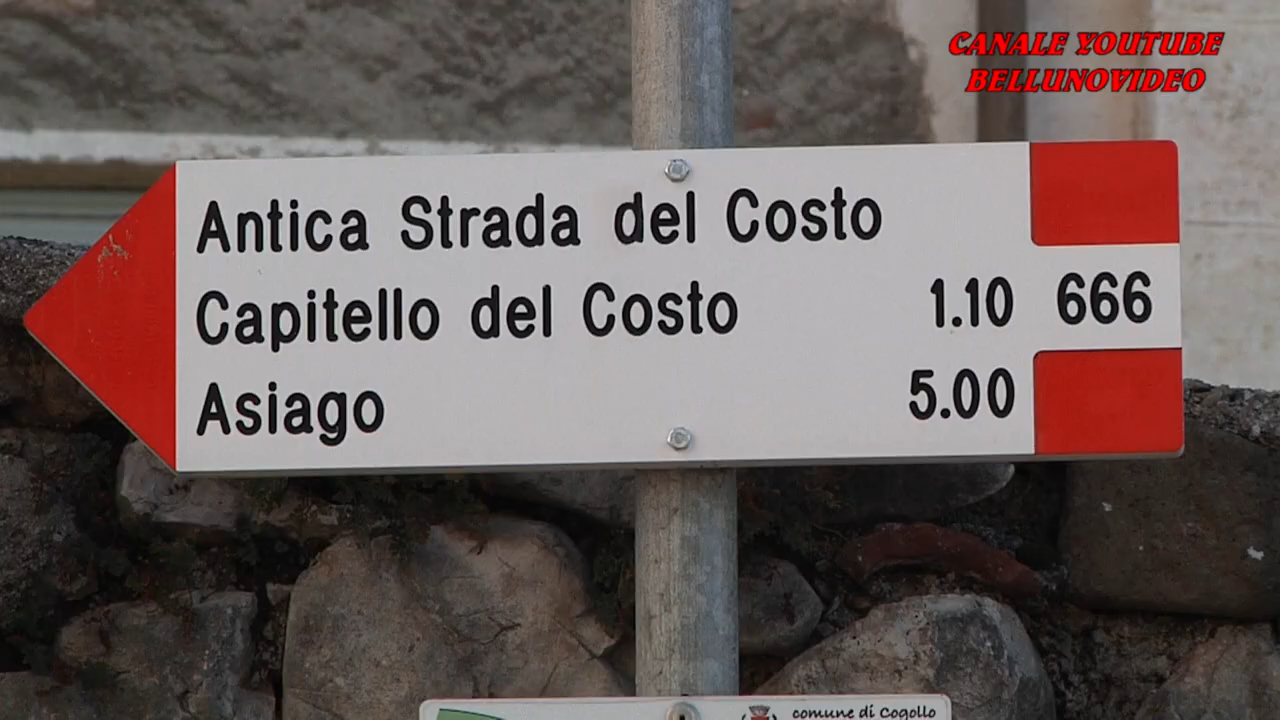 CANALE YOUTUBE
BELLUNOVIDEO
Antica Strada del Costo
Capitello del Costo 1.10 666
Asiago 5.00
comune di Cogollo